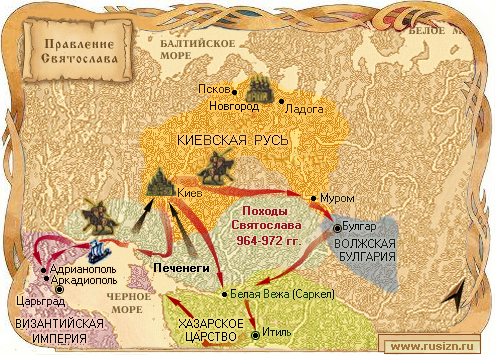 Правление
Святослава
БАЛТИЙСКОЕ
МОРЕ
БЕЛОЕ МОРЕ
Псков
Новгород
Ладога
КИЕВСКАЯ РУСЬ
Киев
Муром
Походы
Святослава
964-972 гг.
Булгар
ВОЛЖСКАЯ
БУЛГАРИЯ
Печенеги
Адрианополь
Аркадиополь
Царьград
Белая Вежа (Саркел)
ЧЕРНОЕ
МОРЕ
ХАЗАРСКОЕ
ЦАРСТВО
Итиль
ВИЗАНТИЙСКАЯ
ИМПЕРИЯ
www.rusizn.ru